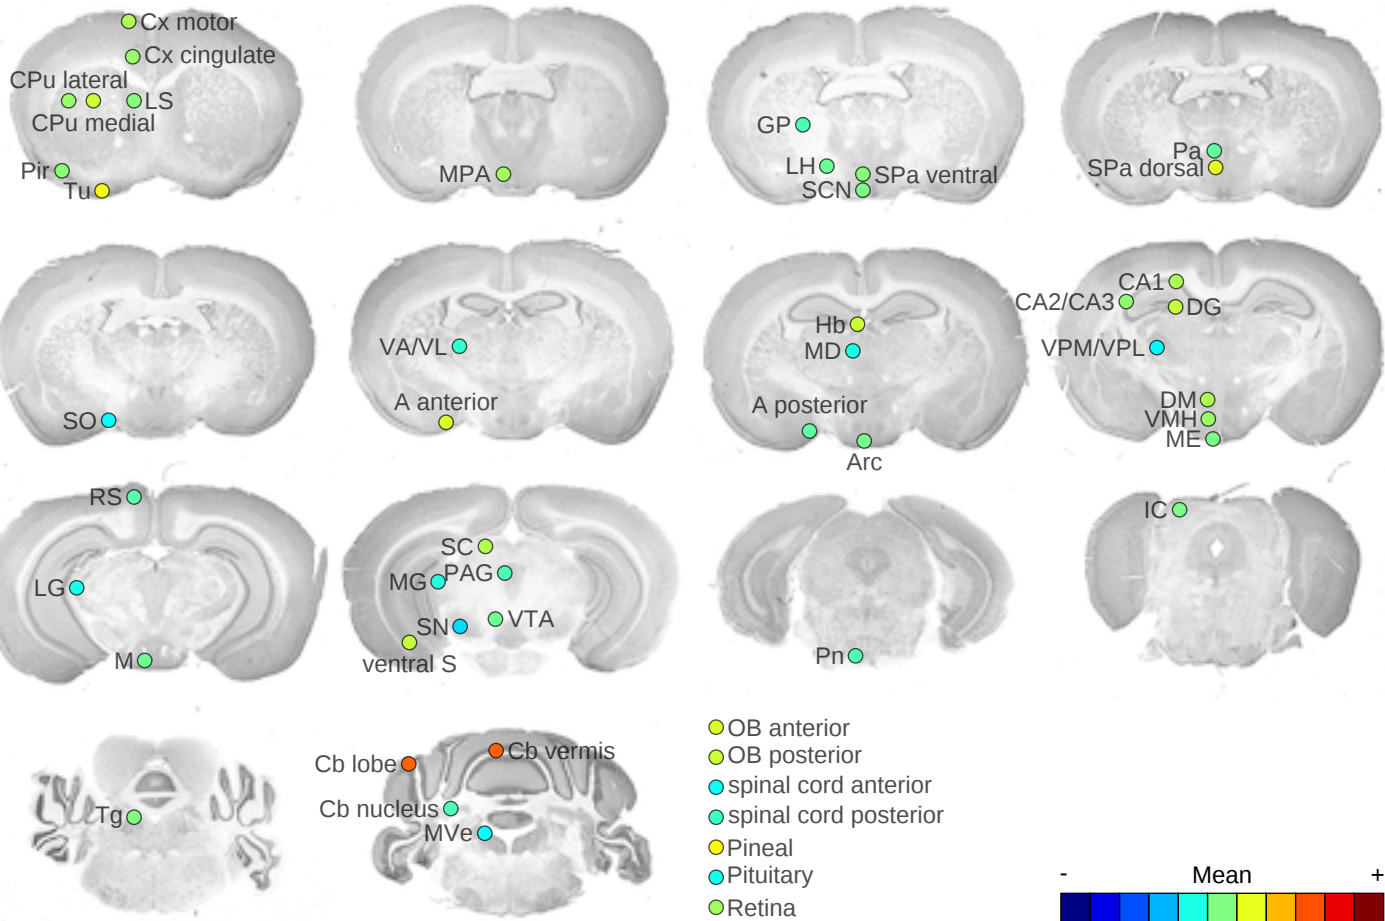 Cx motor
Cx cingulate
CPu lateral
LS
CPu medial
Pir
Tu
MPA
GP
LH
SPa ventral
SCN
Pa
SPa dorsal
SO
VA/VL
A anterior
Hb
MD
A posterior
Arc
CA1
CA2/CA3
DG
VPM/VPL
DM
VMH
ME
RS
LG
M
SC
MG
PAG
SN
VTA
ventral S
Pn
IC
Tg
Cb lobe
Cb vermis
Cb nucleus
MVe
OB anterior
OB posterior
spinal cord anterior
spinal cord posterior
Pineal
Pituitary
Retina
- Mean +